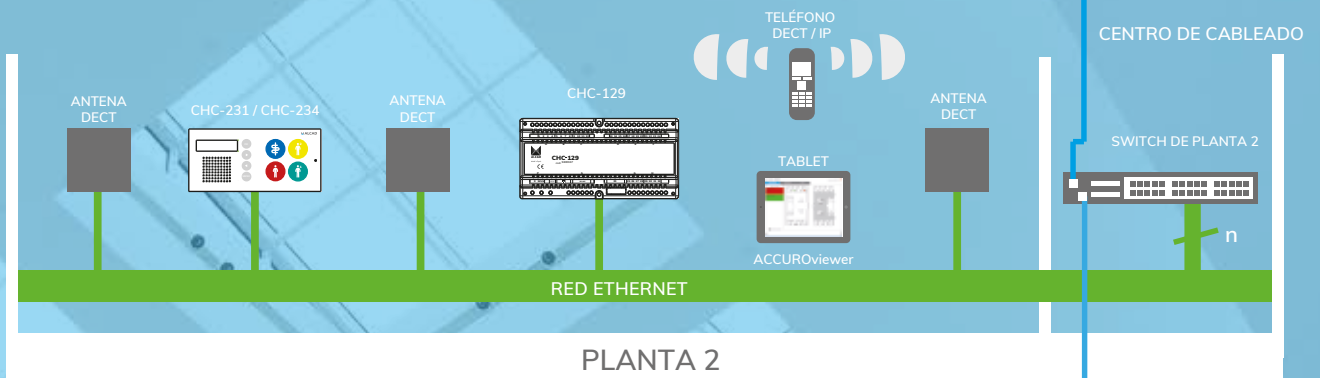 TELÉFONO
DECT / IP
CENTRO DE CABLEADO
ANTENA
DECT
CHC-231 / CHC-234
ANTENA
DECT
CHC-129
ANTENA
DECT
SWITCH DE PLANTA 2
CHC-129
TABLET
n
ACCUROviewer
RED ETHERNET
PLANTA 2